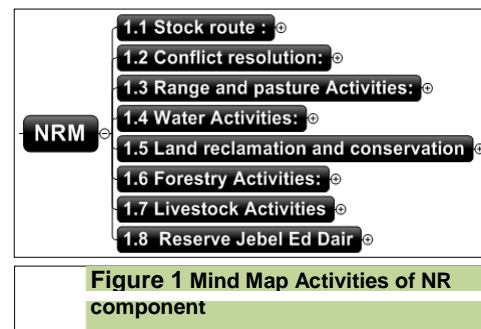 1.1 Stock route :
1.2 Conflict resolution:
1.3 Range and pasture Activities:
1.4 Water Activities:
NRM
1.5 Land reclamation and conservation
1.6 Forestry Activities:
1.7 Livestock Activities
1.8 Reserve Jebel Ed Dair
Figure 1 Mind Map Activities of NR
component